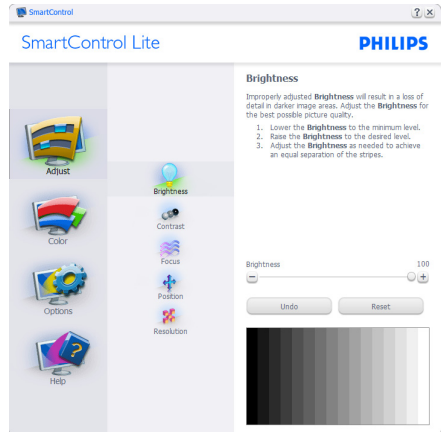 SmartControl
SmartControl Lite
PHILIPS
Adjust
Color
Options
Help
Brightness
Contrast
Focus
Position
Resolution
Brightness
Improperly adjusted Brightness will result in a loss of
detail in darker image areas. Adjust the Brightness for
the best possible picture quality.
1. Lower the Brightness to the minimum level.
2. Raise the Brightness to the desired level.
3. Adjust the Brightness as needed to achieve
an equal separation of the stripes.
Brightness 100
Undo Reset